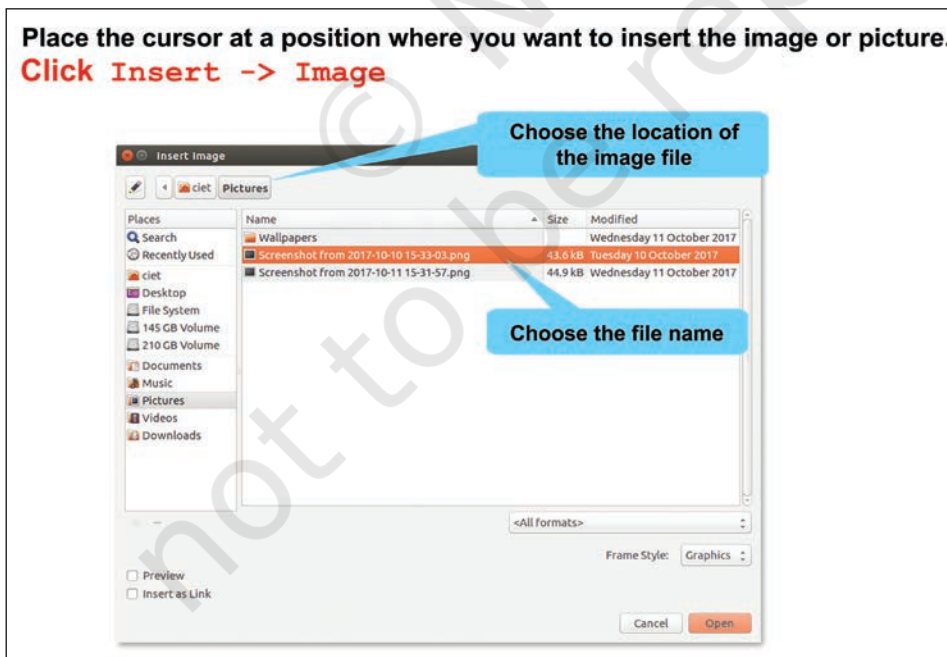 Place the cursor at a position where you want to insert the image or picture.
Click Insert -> Image
Choose the location of
the image file
Insert Image
ciet Pictures
Places Name Size Modified
Search Wallpapers Wednesday 11 October 2017
Recently Used Screenshot from 2017-10-10 15-33-03.png 43.6 kB Tuesday 10 October 2017
ciet Screenshot from 2017-10-11 15-31-57.png 44.9 kB Wednesday 11 October 2017
Desktop
File System
145 GB Volume
210 GB Volume
Choose the file name
Documents
Music
Pictures
Videos
Downloads
<All formats>
Frame Style: Graphics
Preview
Insert as Link
Cancel Open
© N
not to be rep